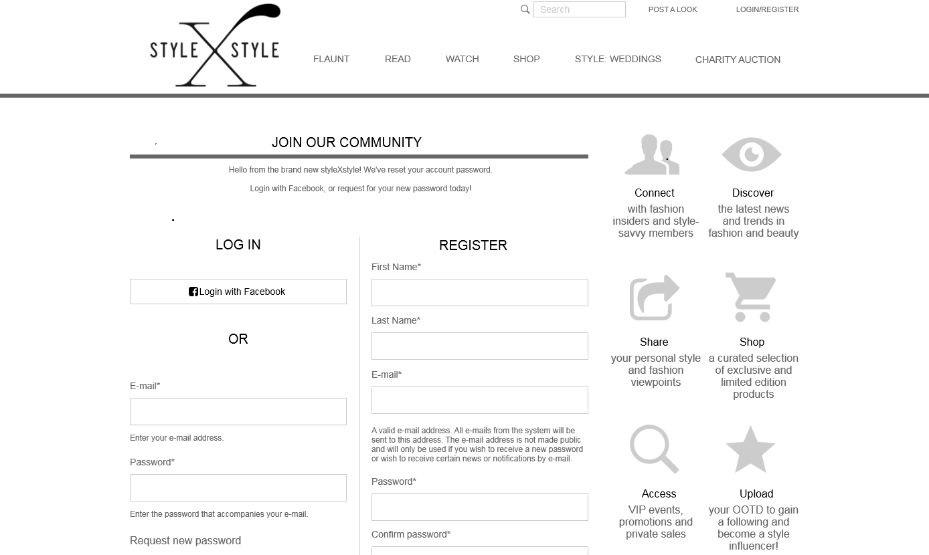 Search
POST A LOOK
LOGIN/REGISTER
STYLE X STYLE
FLAUNT
READ
WATCH
SHOP
STYLE: WEDDINGS
CHARITY AUCTION
JOIN OUR COMMUNITY
Hello from the brand new styleXstyle! We've reset your account password.
Login with Facebook, or request for your new password today!
LOG IN
Login with Facebook
OR
E-mail*
Enter your e-mail address.
Password*
Enter the password that accompanies your e-mail.
Request new password
REGISTER
First Name*
Last Name*
E-mail*
A valid e-mail address. All e-mails from the system will be
sent to this address. The e-mail address is not made public
and will only be used if you wish to receive a new password
or wish to receive certain news or notifications by e-mail.
Password*
Confirm password*
Connect
with fashion
insiders and style-
savvy members
Discover
the latest news
and trends in
fashion and beauty
Share
your personal style
and fashion
viewpoints
Shop
a curated selection
of exclusive and
limited edition
products
Access
VIP events,
promotions and
private sales
Upload
your OOTD to gain
a following and
become a style
influencer!